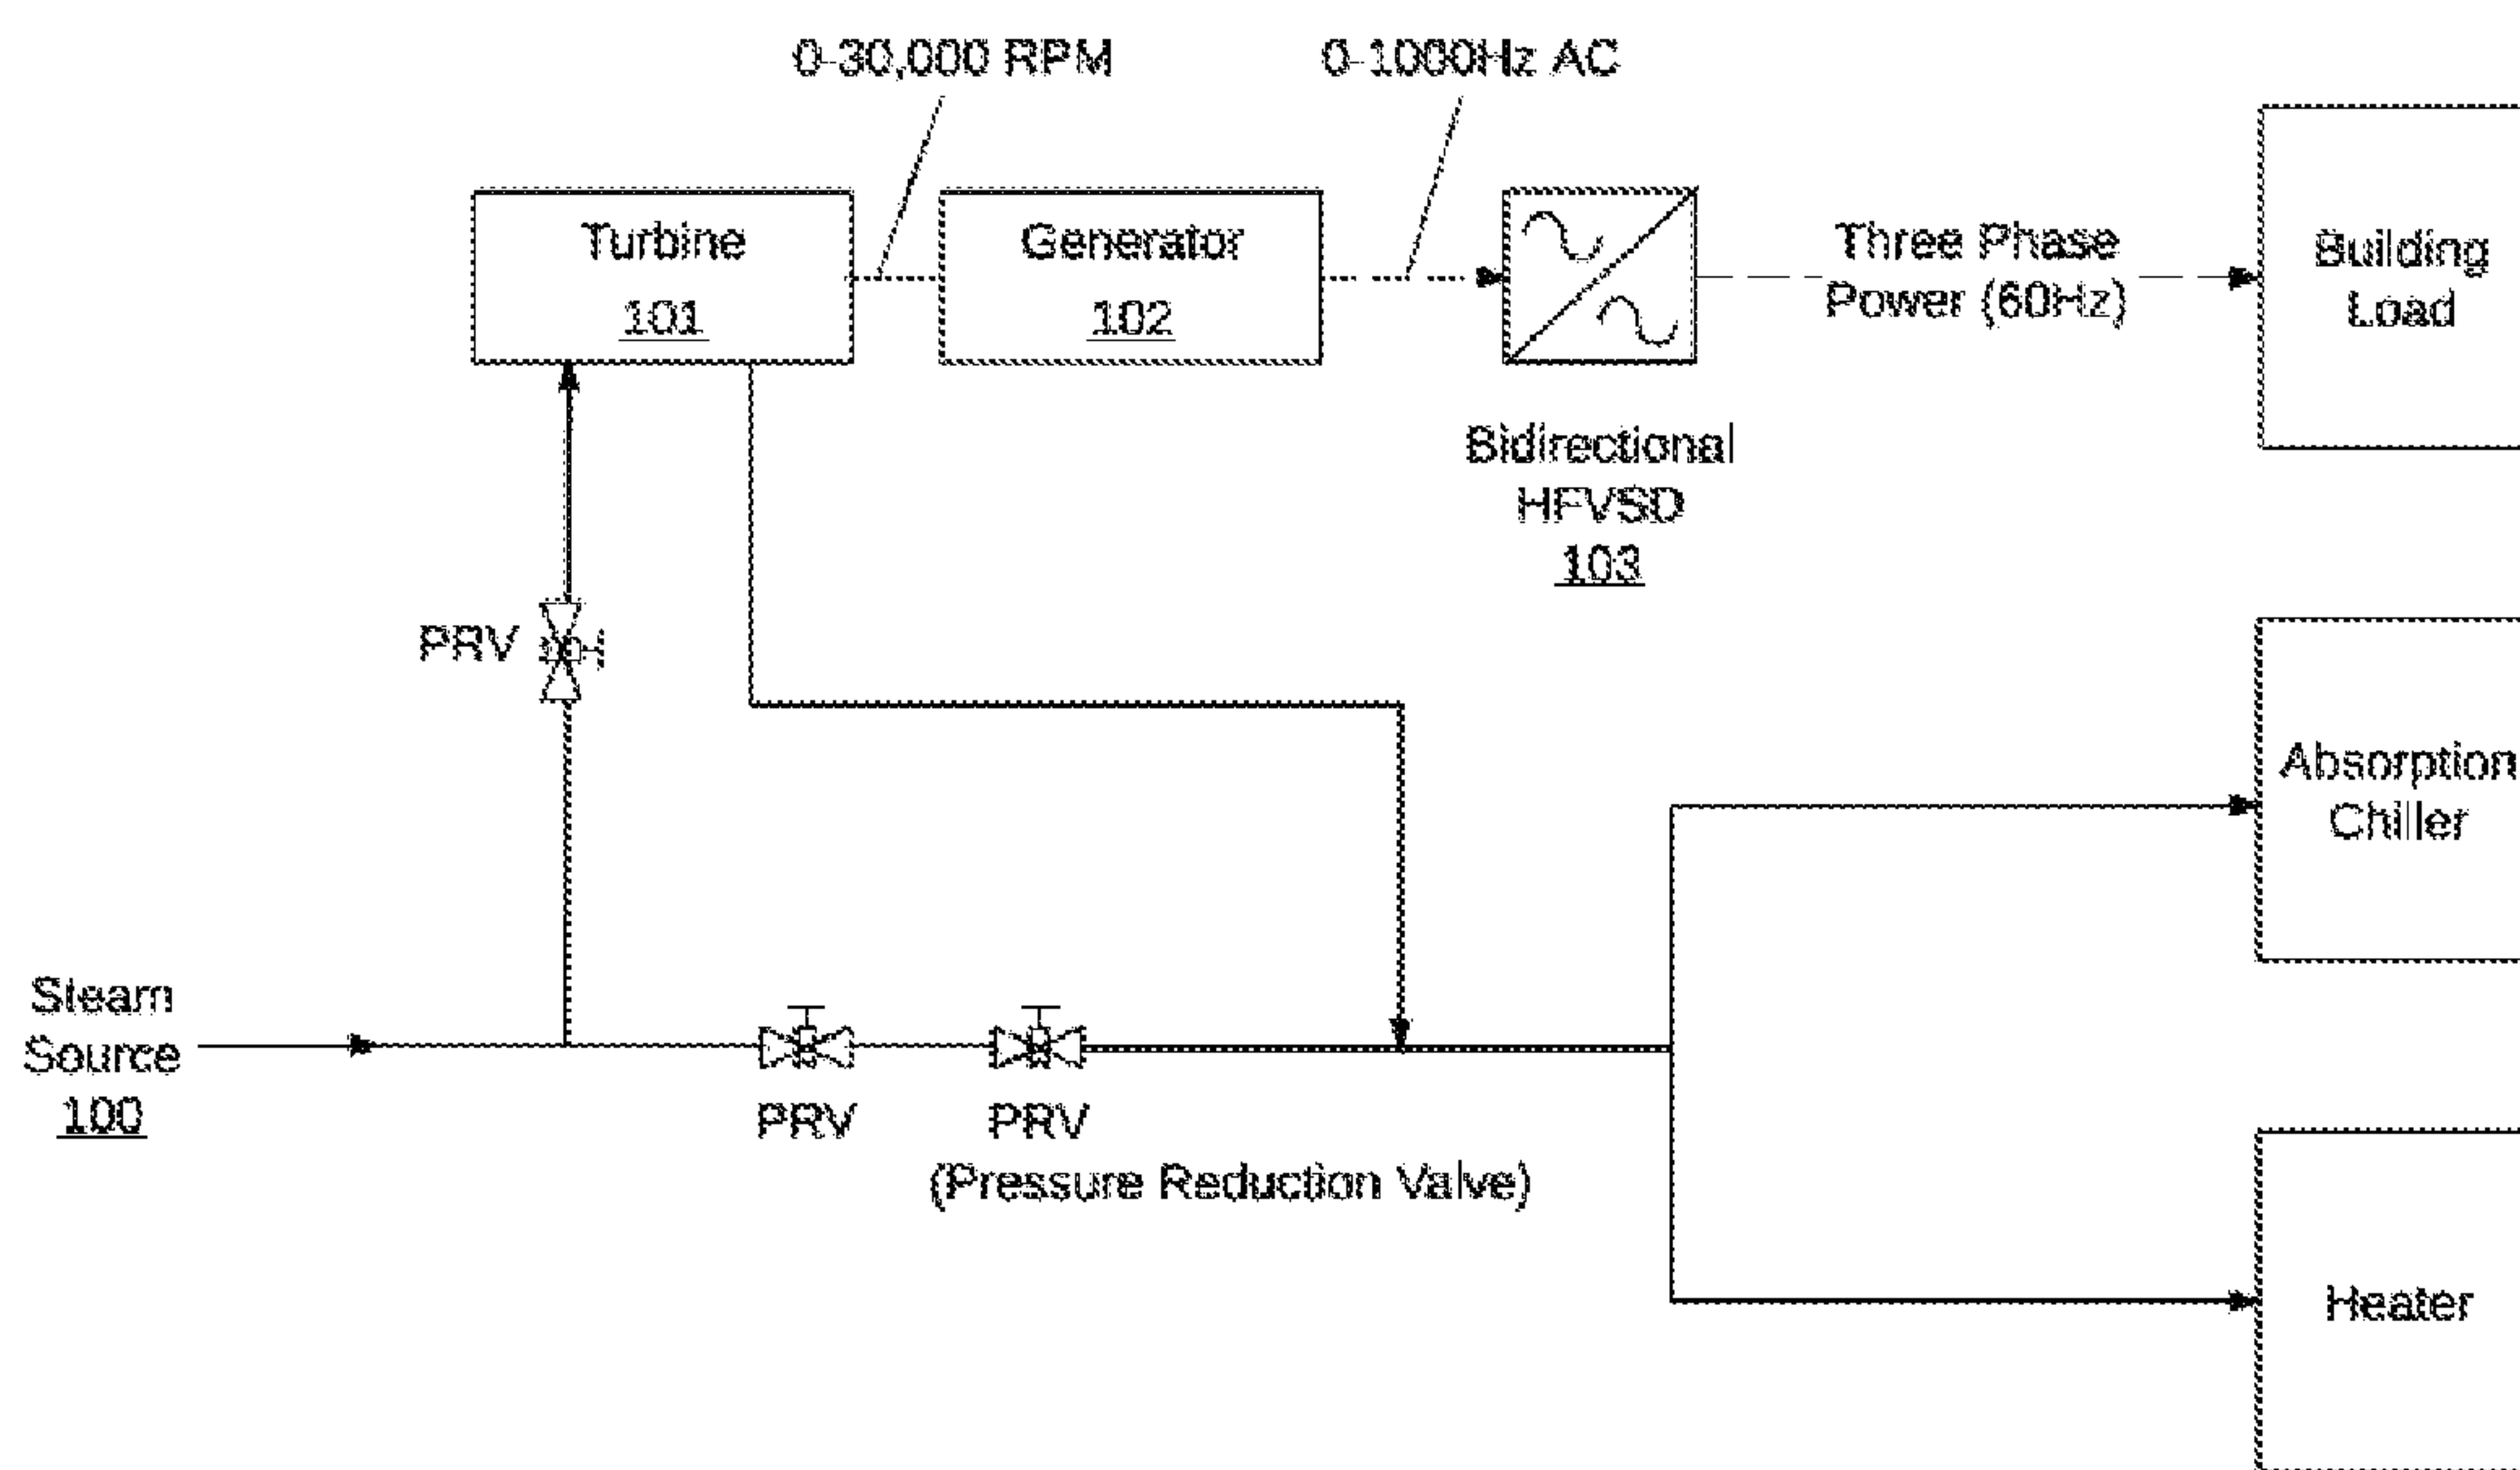 0-30,000 RPM
0-1000Hz AC
Turbine
101
Generator
102
Three Phase
Power (60Hz)
Building
Load
Bidirectional
HFVSD
103
PRV
Absorption
Chiller
Steam
Source
100
PRV
PRV
(Pressure Reduction Valve)
Heater